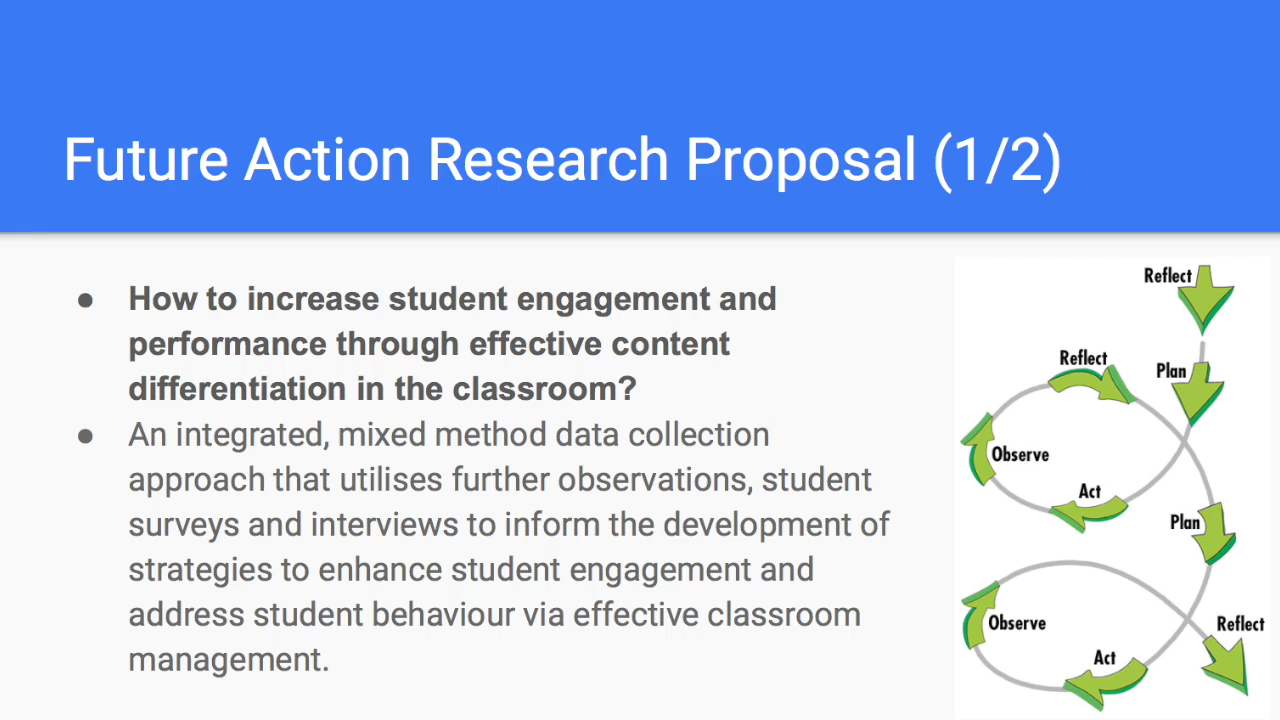 Future Action Research Proposal (1/2)
● How to increase student engagement and
performance through effective content
differentiation in the classroom?
● An integrated, mixed method data collection
approach that utilises further observations, student
surveys and interviews to inform the development of
strategies to enhance student engagement and
address student behaviour via effective classroom
management.
Reflect
Plan
Reflect
Observe
Act
Plan
Observe
Act
Reflect